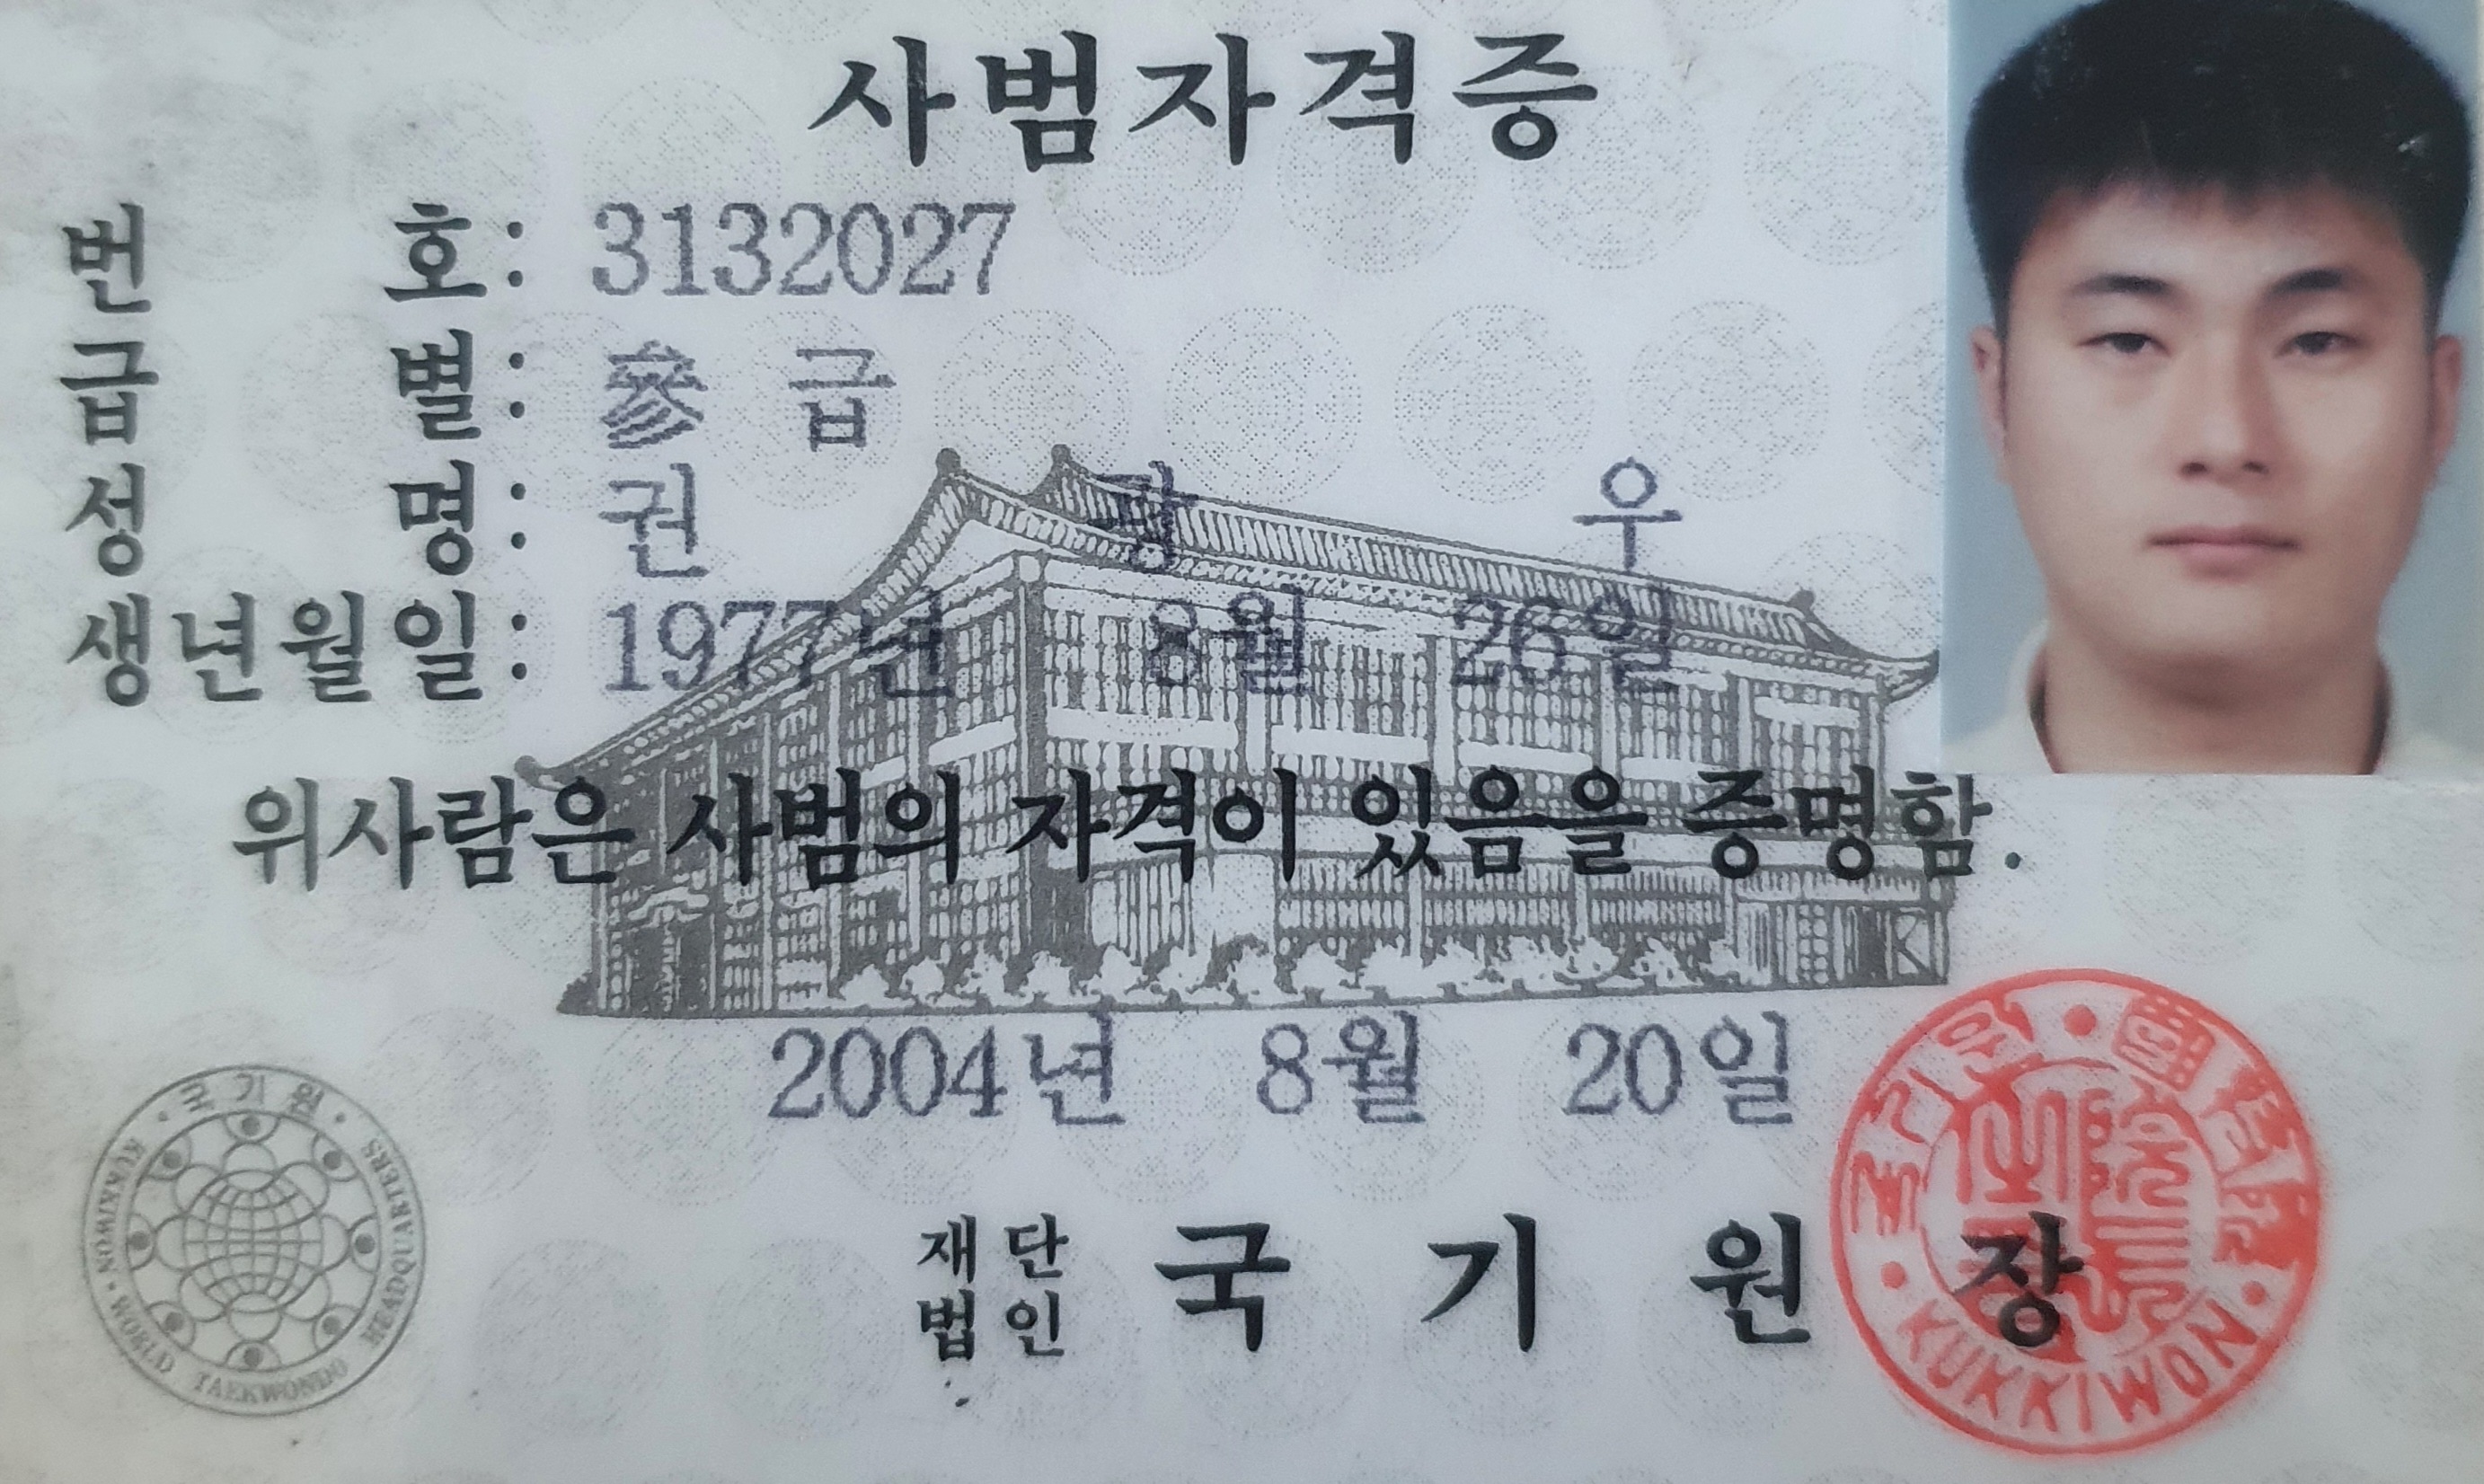 사범자격증
번 호: 3132027
급 별: 參 급
성 명: 권 광 우
생년월일: 1977년 8월 26일
위사람은 사범의 자격이 있음을 증명함.
2004년 8월 20일
재단법인 국기원장
국기원
KUKKIWON · WORLD TAEKWONDO HEADQUARTERS
KUKKIWON